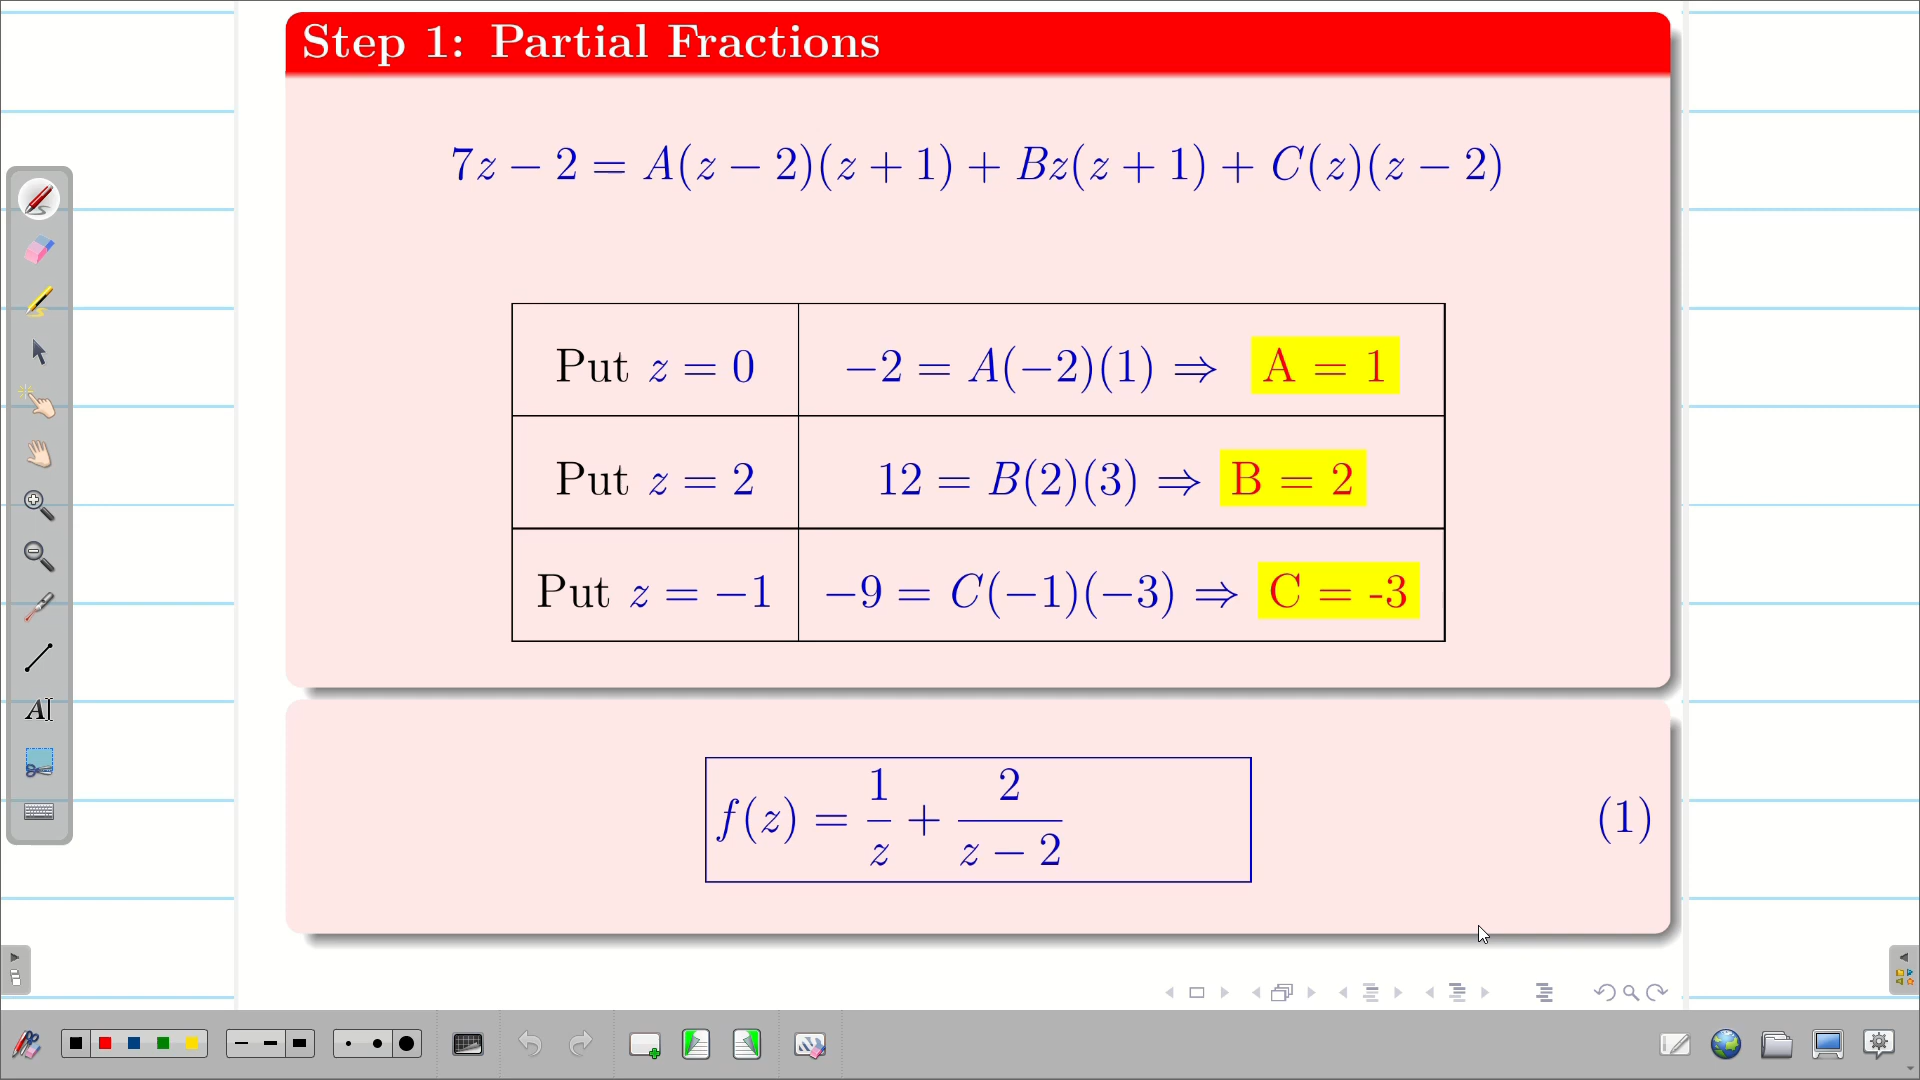 Step 1: Partial Fractions
7z − 2 = A(z − 2)(z + 1) + Bz(z + 1) + C(z)(z − 2)
Put z = 0 −2 = A(−2)(1) ⇒ A = 1
Put z = 2 12 = B(2)(3) ⇒ B = 2
Put z = −1 −9 = C(−1)(−3) ⇒ C = -3
f(z) = 1/z + 2/(z − 2) (1)